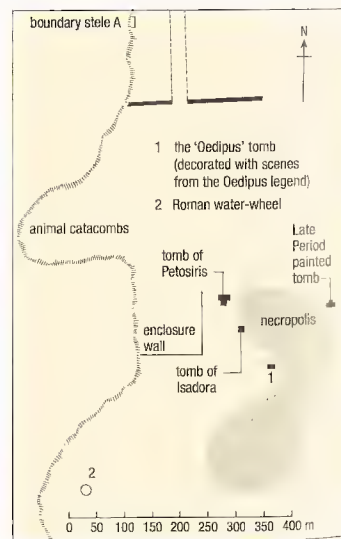 boundary stele A
N
1 the 'Oedipus' tomb
(decorated with scenes
from the Oedipus legend)
2 Roman water-wheel
animal catacombs
Late
Period
painted
tomb
tomb of
Petosiris
necropolis
enclosure
wall
tomb of
Isadora
1
2
0 50 100 150 200 250 300 350 400 m